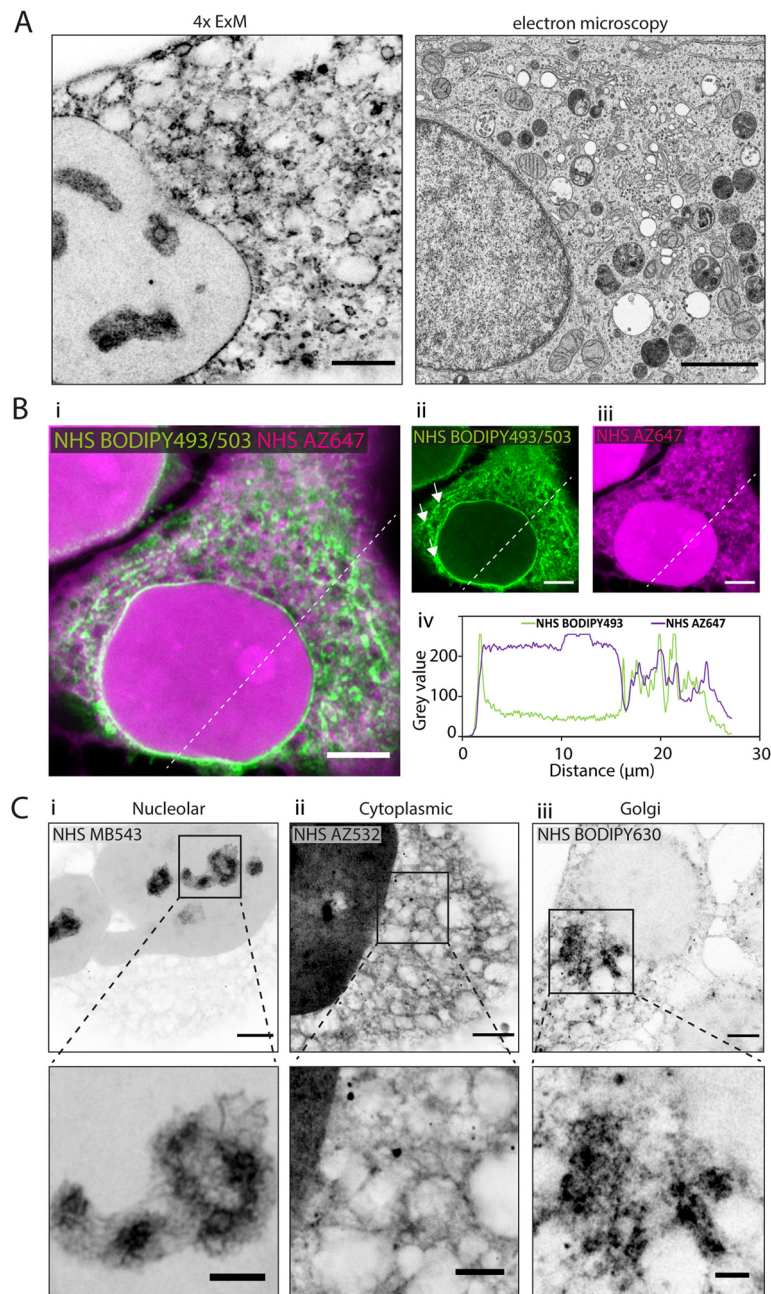 A
4x ExM
electron microscopy
B
i
NHS BODIPY493/503 NHS AZ647
ii
NHS BODIPY493/503
iii
NHS AZ647
iv
NHS BODIPY493
NHS AZ647
Grey value
200
100
0
0
10
20
30
Distance (μm)
C
i
Nucleolar
NHS MB543
ii
Cytoplasmic
NHS AZ532
iii
Golgi
NHS BODIPY630